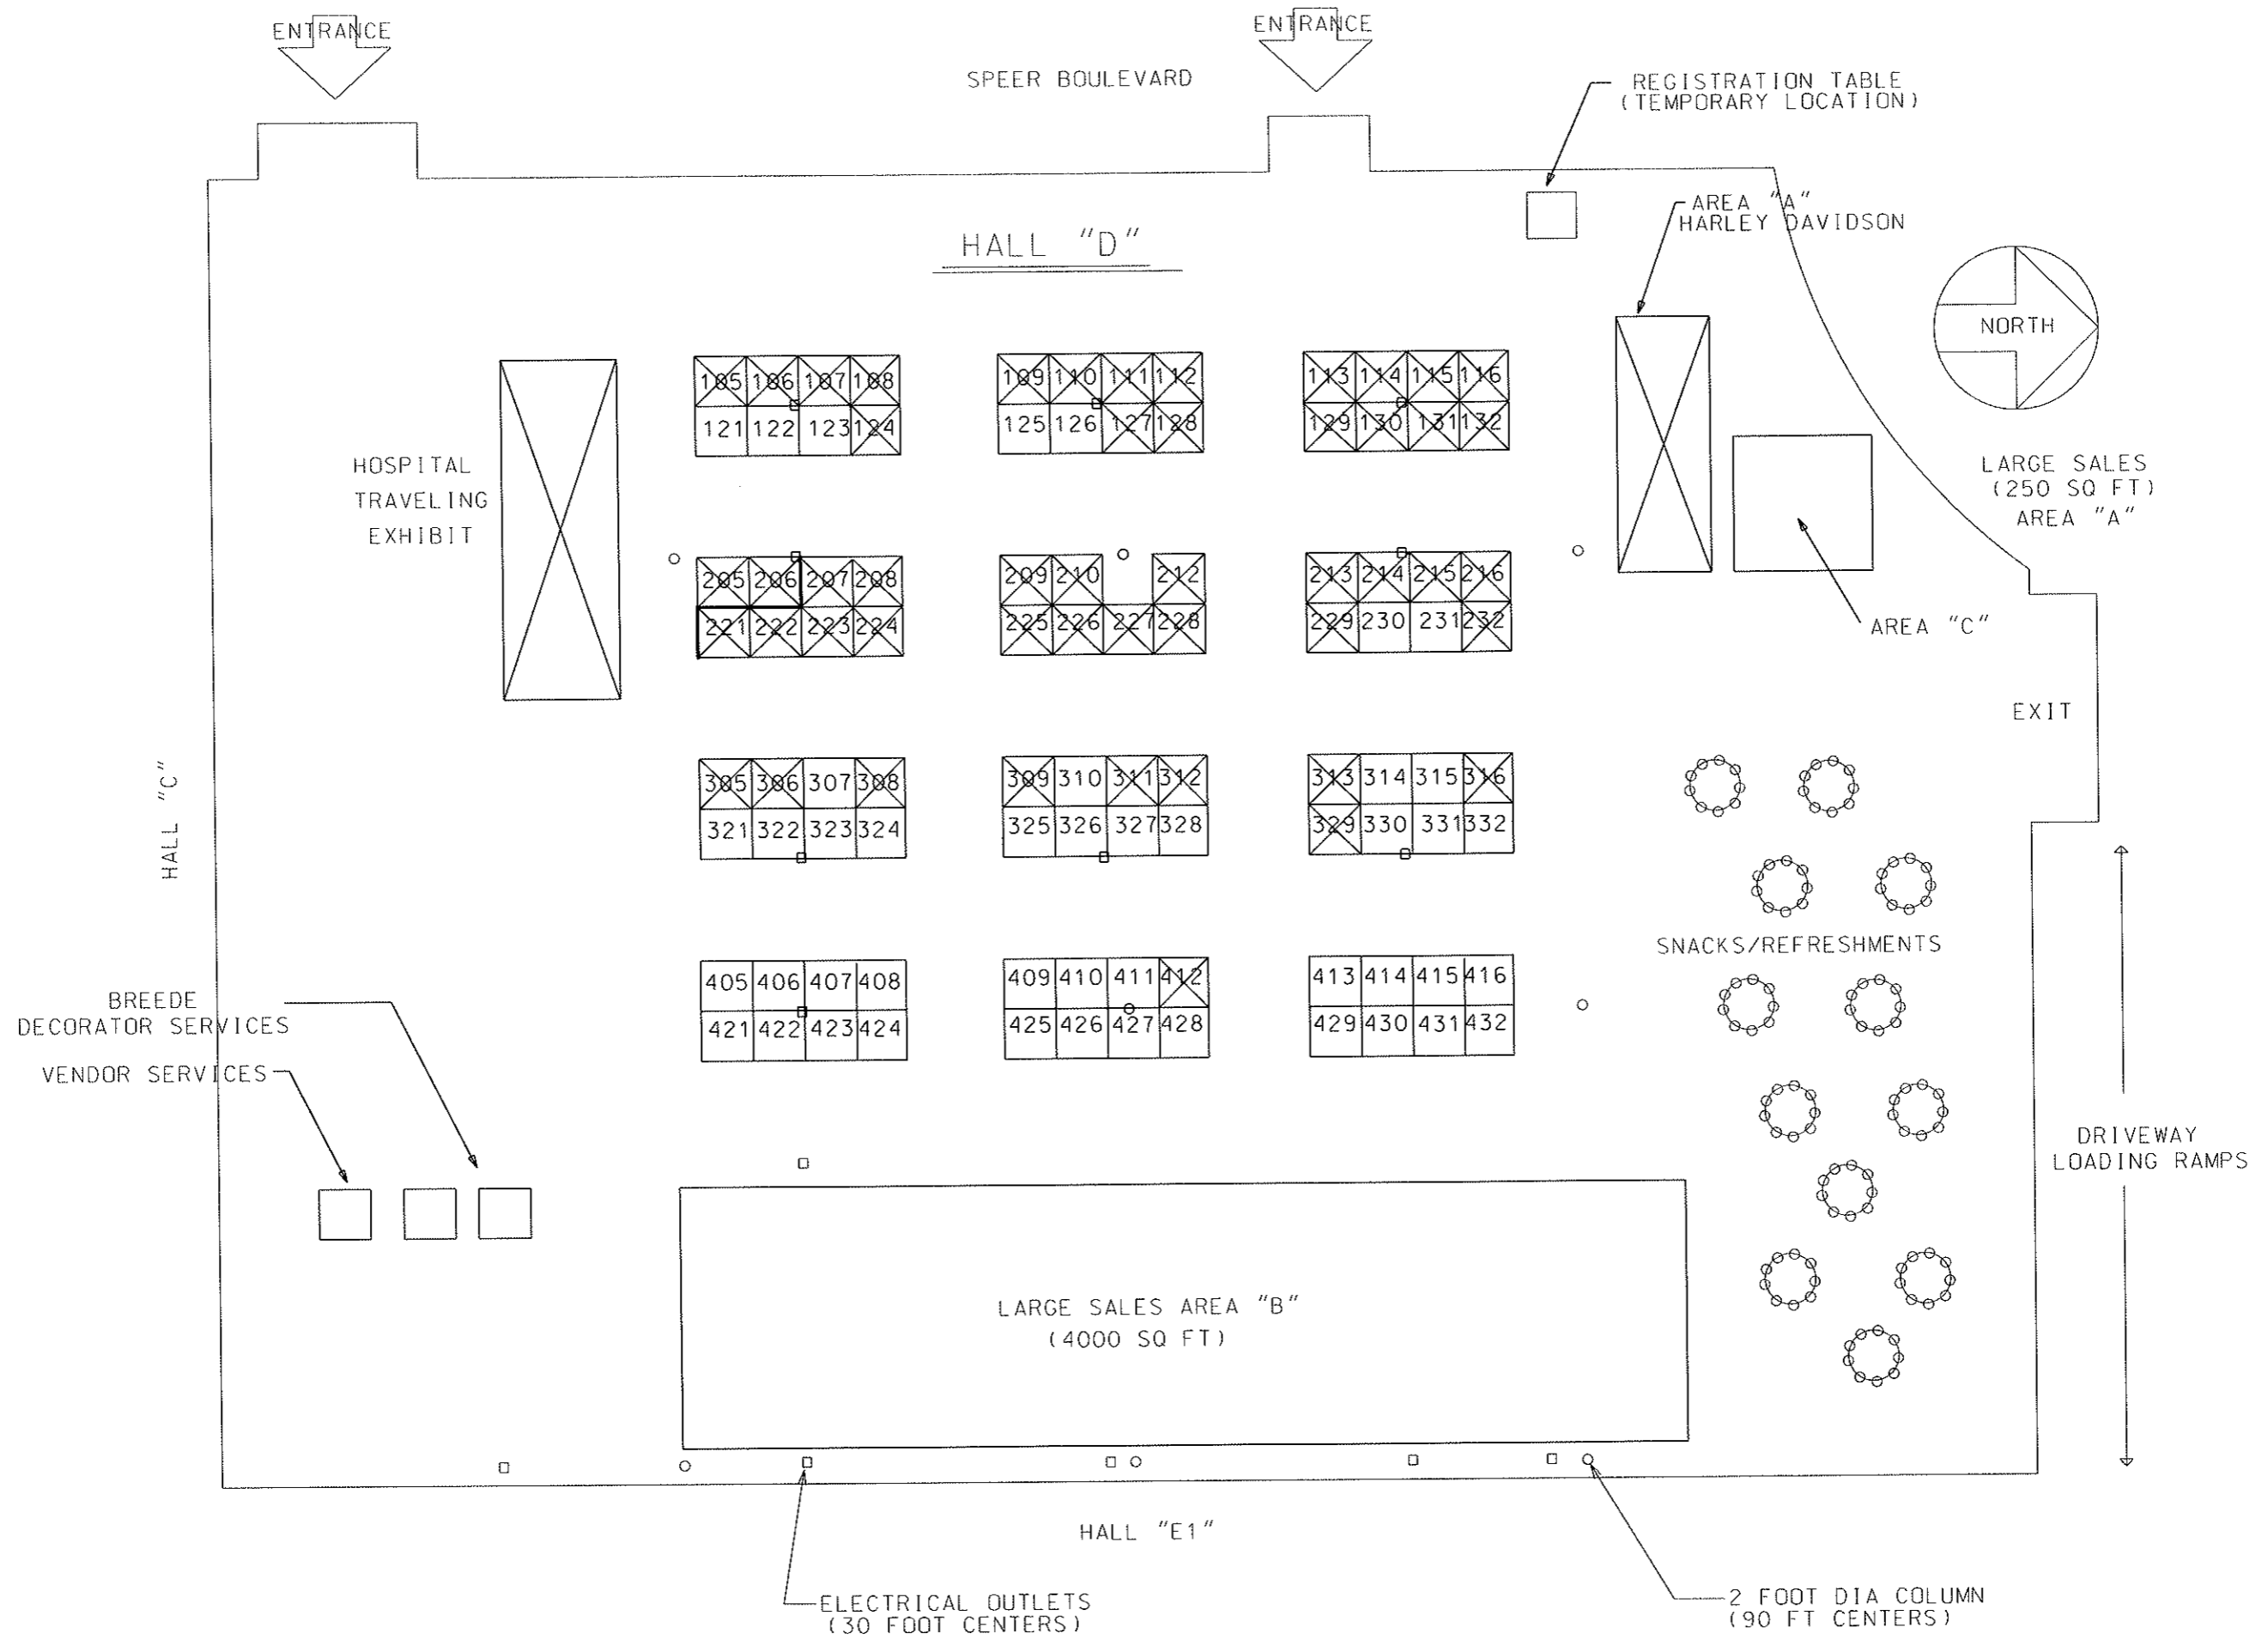 ENTRANCE
ENTRANCE
SPEER BOULEVARD
REGISTRATION TABLE
(TEMPORARY LOCATION)
AREA "A"
HARLEY DAVIDSON
HALL "D"
NORTH
105 106 107 108
109 110 111 112
113 114 115 116
121 122 123 124
125 126 127 128
129 130 131 132
HOSPITAL
TRAVELING
EXHIBIT
LARGE SALES
(250 SQ FT)
AREA "A"
205 206 207 208
209 210 212
213 214 215 216
221 222 223 224
225 226 227 228
229 230 231 232
AREA "C"
EXIT
HALL "C"
305 306 307 308
309 310 311 312
313 314 315 316
321 322 323 324
325 326 327 328
329 330 331 332
SNACKS/REFRESHMENTS
405 406 407 408
409 410 411 412
413 414 415 416
421 422 423 424
425 426 427 428
429 430 431 432
BREEDE
DECORATOR SERVICES
VENDOR SERVICES
DRIVEWAY
LOADING RAMPS
LARGE SALES AREA "B"
(4000 SQ FT)
HALL "E1"
ELECTRICAL OUTLETS
(30 FOOT CENTERS)
2 FOOT DIA COLUMN
(90 FT CENTERS)